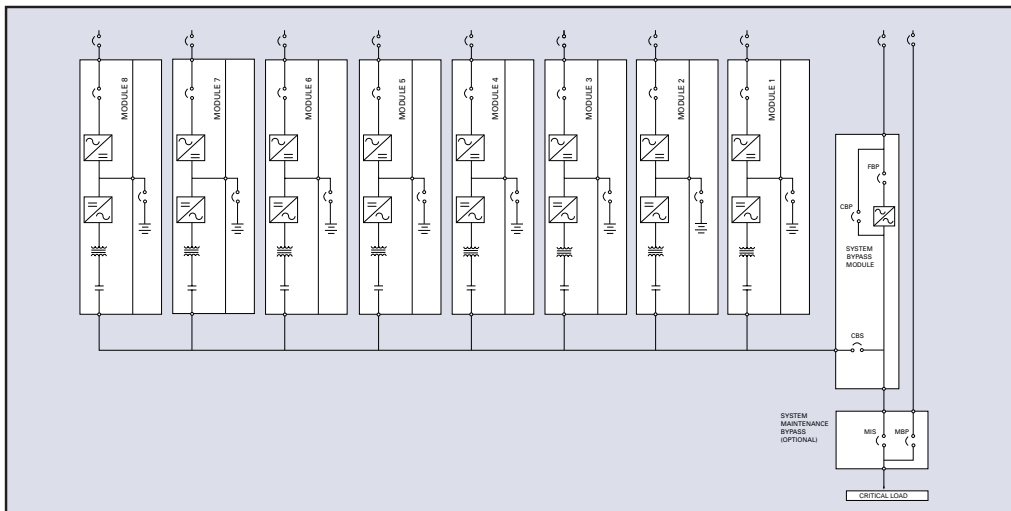 MODULE 8
MODULE 7
MODULE 6
MODULE 5
MODULE 4
MODULE 3
MODULE 2
MODULE 1
FBP
CBP
SYSTEM
BYPASS
MODULE
CBS
SYSTEM
MAINTENANCE
BYPASS
(OPTIONAL)
MIS
MBP
CRITICAL LOAD